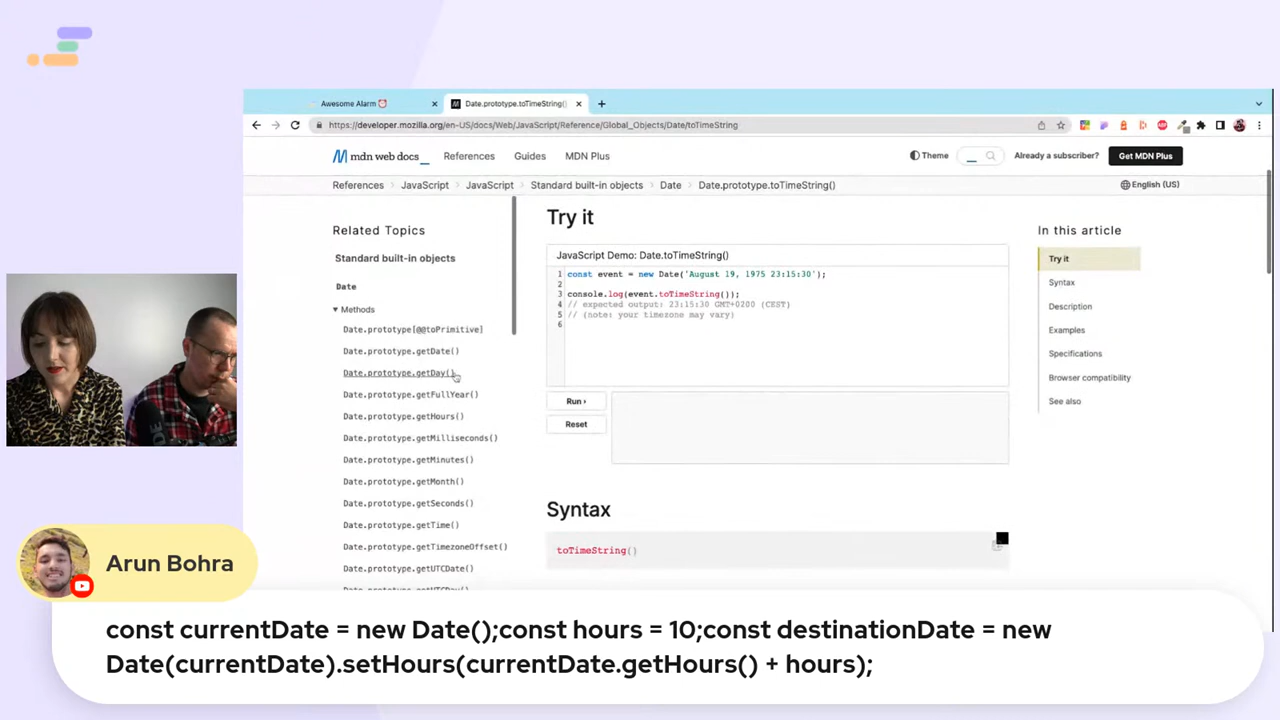 Awesome Alarm ⏰
Date.prototype.toTimeString()
https://developer.mozilla.org/en-US/docs/Web/JavaScript/Reference/Global_Objects/Date/toTimeString
mdn web docs_
References
Guides
MDN Plus
Theme
Already a subscriber?
Get MDN Plus
References
JavaScript
JavaScript
Standard built-in objects
Date
Date.prototype.toTimeString()
English (US)
Related Topics
Standard built-in objects
Date
▼ Methods
Date.prototype[@@toPrimitive]
Date.prototype.getDate()
Date.prototype.getDay()
Date.prototype.getFullYear()
Date.prototype.getHours()
Date.prototype.getMilliseconds()
Date.prototype.getMinutes()
Date.prototype.getMonth()
Date.prototype.getSeconds()
Date.prototype.getTime()
Date.prototype.getTimezoneOffset()
Date.prototype.getUTCDate()
Date.prototype.getUTCDay()
Try it
JavaScript Demo: Date.toTimeString()
1 const event = new Date('August 19, 1975 23:15:30');
2
3 console.log(event.toTimeString());
4 // expected output: 23:15:30 GMT+0200 (CEST)
5 // (note: your timezone may vary)
6
Run ›
Reset
Syntax
toTimeString()
In this article
Try it
Syntax
Description
Examples
Specifications
Browser compatibility
See also
Arun Bohra
const currentDate = new Date();const hours = 10;const destinationDate = new
Date(currentDate).setHours(currentDate.getHours() + hours);